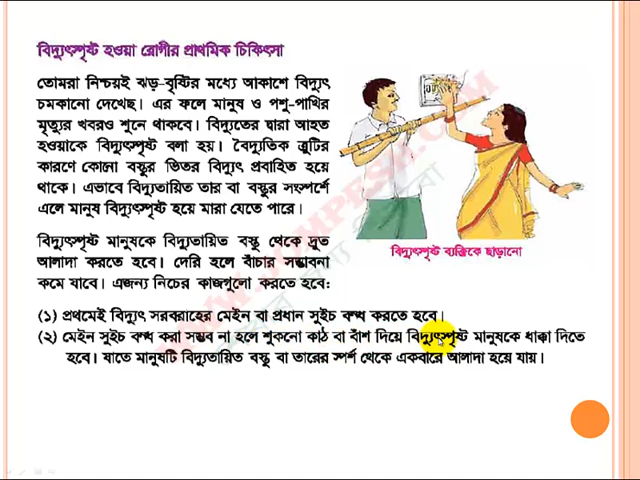 বিদ্যুৎস্পৃষ্ট হওয়া রোগীর প্রাথমিক চিকিৎসা
তোমরা নিশ্চয়ই ঝড়-বৃষ্টির মধ্যে আকাশে বিদ্যুৎ
চমকানো দেখেছ। এর ফলে মানুষ ও পশু-পাখির
মৃত্যুর খবরও শুনে থাকবে। বিদ্যুতের দ্বারা আহত
হওয়াকে বিদ্যুৎস্পৃষ্ট বলা হয়। বৈদ্যুতিক ত্রুটির
কারণে কোনো বস্তুর ভিতর বিদ্যুৎ প্রবাহিত হয়ে
থাকে। এভাবে বিদ্যুতায়িত তার বা বস্তুর সংস্পর্শে
এলে মানুষ বিদ্যুৎস্পৃষ্ট হয়ে মারা যেতে পারে।
বিদ্যুৎস্পৃষ্ট ব্যক্তিকে ছাড়ানো
বিদ্যুৎস্পৃষ্ট মানুষকে বিদ্যুতায়িত বস্তু থেকে দ্রুত
আলাদা করতে হবে। দেরি হলে বাঁচার সম্ভাবনা
কমে যাবে। এজন্য নিচের কাজগুলো করতে হবে:
(১) প্রথমেই বিদ্যুৎ সরবরাহের মেইন বা প্রধান সুইচ বন্ধ করতে হবে।
(২) মেইন সুইচ বন্ধ করা সম্ভব না হলে শুকনো কাঠ বা বাঁশ দিয়ে বিদ্যুৎস্পৃষ্ট মানুষকে ধাক্কা দিতে
হবে। যাতে মানুষটি বিদ্যুতায়িত বস্তু বা তারের স্পর্শ থেকে একবারে আলাদা হয়ে যায়।